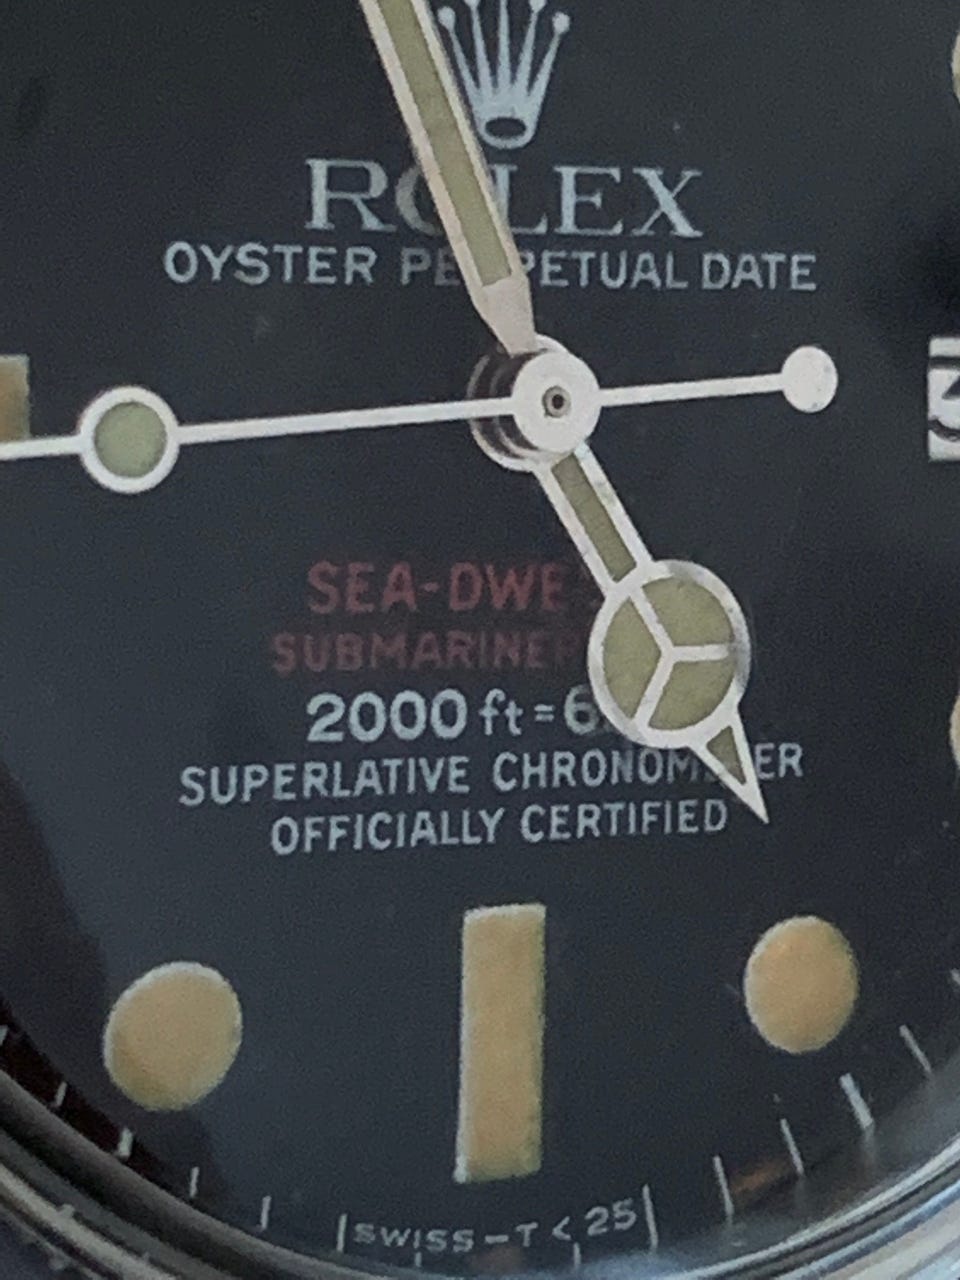 ROLEX
OYSTER PERPETUAL DATE
SEA-DWE
SUBMARINER
2000 ft = 6
SUPERLATIVE CHRONOMETER
OFFICIALLY CERTIFIED
SWISS – T < 25